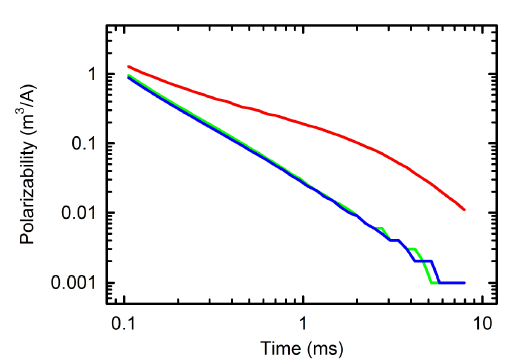 Polarizability (m³/A)
1
0.1
0.01
0.001
0.1 1 10
Time (ms)